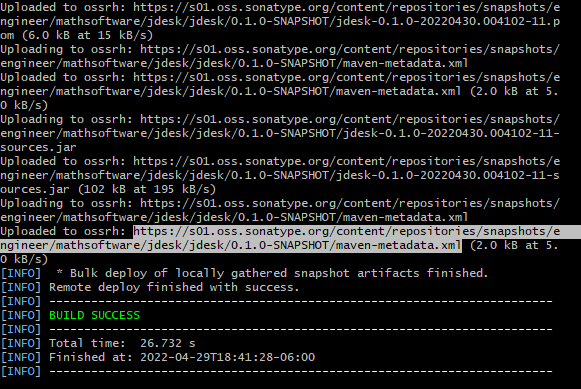 Uploaded to ossrh: https://s01.oss.sonatype.org/content/repositories/snapshots/e
ngineer/mathsoftware/jdesk/jdesk/0.1.0-SNAPSHOT/jdesk-0.1.0-20220430.004102-11.p
om (6.0 kB at 15 kB/s)
Uploading to ossrh: https://s01.oss.sonatype.org/content/repositories/snapshots/
engineer/mathsoftware/jdesk/jdesk/0.1.0-SNAPSHOT/maven-metadata.xml
Uploaded to ossrh: https://s01.oss.sonatype.org/content/repositories/snapshots/e
ngineer/mathsoftware/jdesk/jdesk/0.1.0-SNAPSHOT/maven-metadata.xml (2.0 kB at 5.
0 kB/s)
Uploading to ossrh: https://s01.oss.sonatype.org/content/repositories/snapshots/
engineer/mathsoftware/jdesk/jdesk/0.1.0-SNAPSHOT/jdesk-0.1.0-20220430.004102-11-
sources.jar
Uploaded to ossrh: https://s01.oss.sonatype.org/content/repositories/snapshots/e
ngineer/mathsoftware/jdesk/jdesk/0.1.0-SNAPSHOT/jdesk-0.1.0-20220430.004102-11-s
ources.jar (102 kB at 195 kB/s)
Uploading to ossrh: https://s01.oss.sonatype.org/content/repositories/snapshots/
engineer/mathsoftware/jdesk/jdesk/0.1.0-SNAPSHOT/maven-metadata.xml
Uploaded to ossrh: https://s01.oss.sonatype.org/content/repositories/snapshots/e
ngineer/mathsoftware/jdesk/jdesk/0.1.0-SNAPSHOT/maven-metadata.xml (2.0 kB at 5.
0 kB/s)
[INFO]  * Bulk deploy of locally gathered snapshot artifacts finished.
[INFO] Remote deploy finished with success.
[INFO] ------------------------------------------------------------------------
[INFO] BUILD SUCCESS
[INFO] ------------------------------------------------------------------------
[INFO] Total time:  26.732 s
[INFO] Finished at: 2022-04-29T18:41:28-06:00
[INFO] ------------------------------------------------------------------------